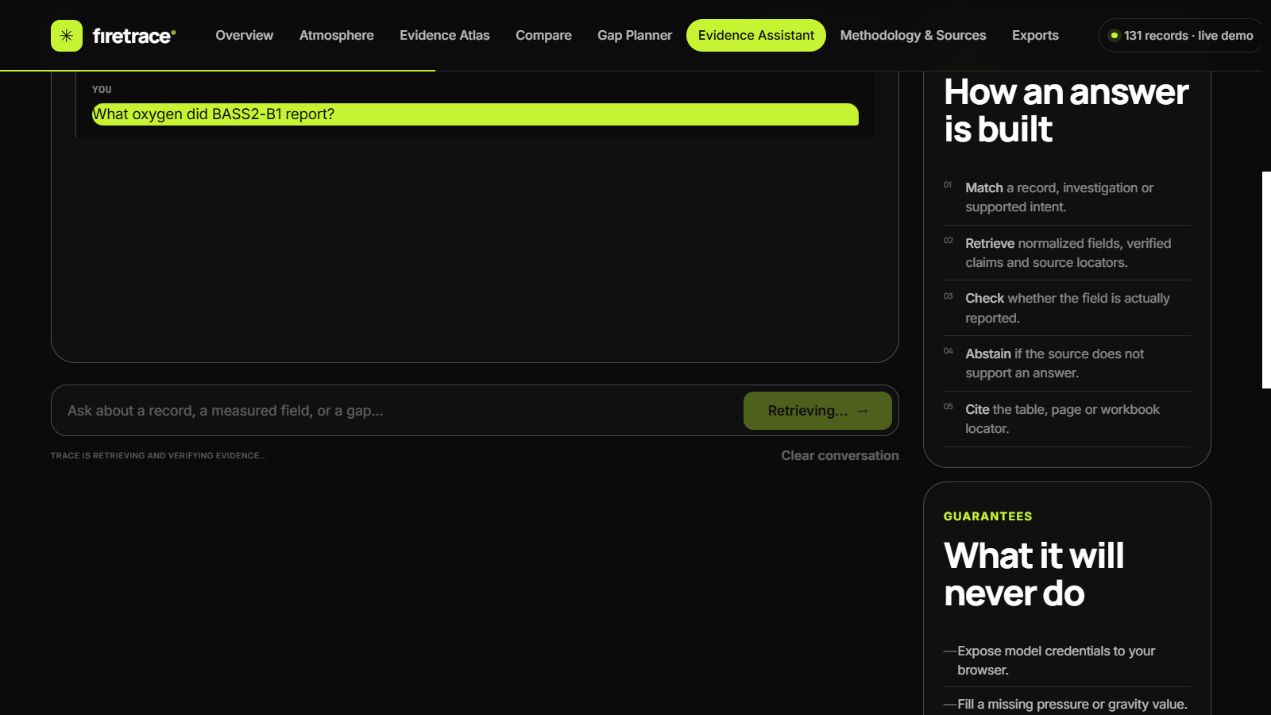 firetrace
Overview Atmosphere Evidence Atlas Compare Gap Planner Evidence Assistant Methodology & Sources Exports 131 records · live demo
YOU
What oxygen did BASS2-B1 report?
Ask about a record, a measured field, or a gap...
Retrieving... →
TRACE IS RETRIEVING AND VERIFYING EVIDENCE...
Clear conversation
How an answer
is built
01 Match a record, investigation or
supported intent.
02 Retrieve normalized fields, verified
claims and source locators.
03 Check whether the field is actually
reported.
04 Abstain if the source does not
support an answer.
05 Cite the table, page or workbook
locator.
GUARANTEES
What it will
never do
—Expose model credentials to your
browser.
—Fill a missing pressure or gravity value.